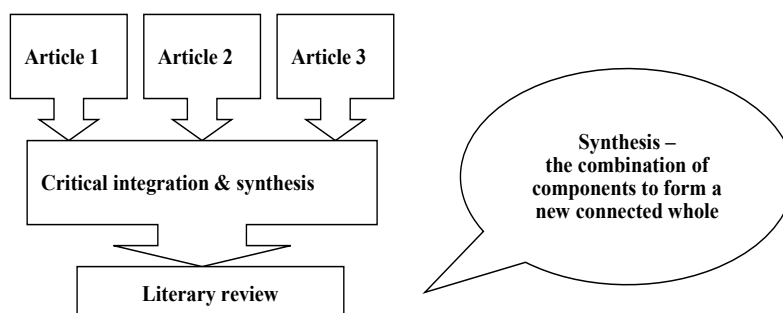 Article 1
Article 2
Article 3
Critical integration & synthesis
Literary review
Synthesis –
the combination of
components to form a
new connected whole